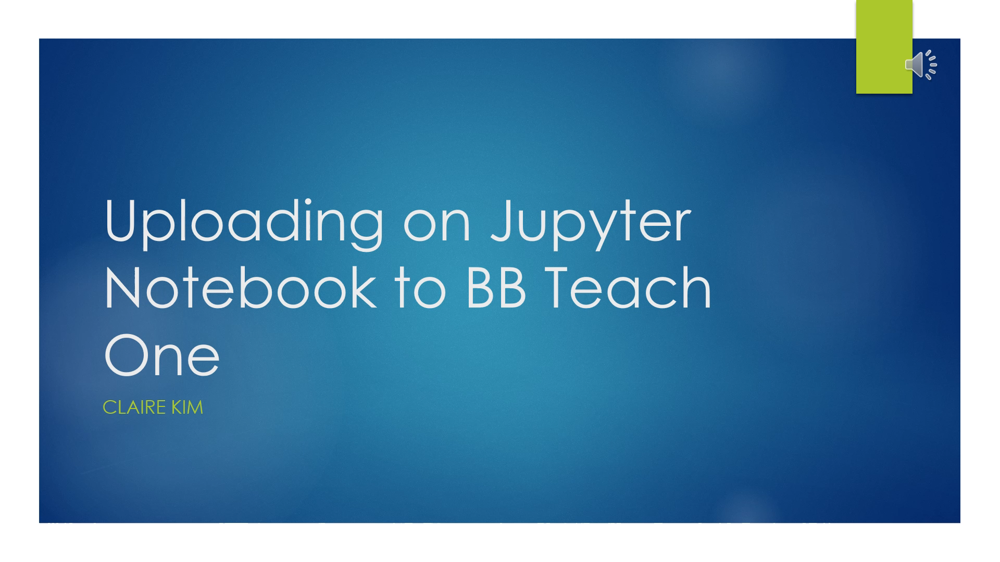 Uploading on Jupyter
Notebook to BB Teach
One
CLAIRE KIM